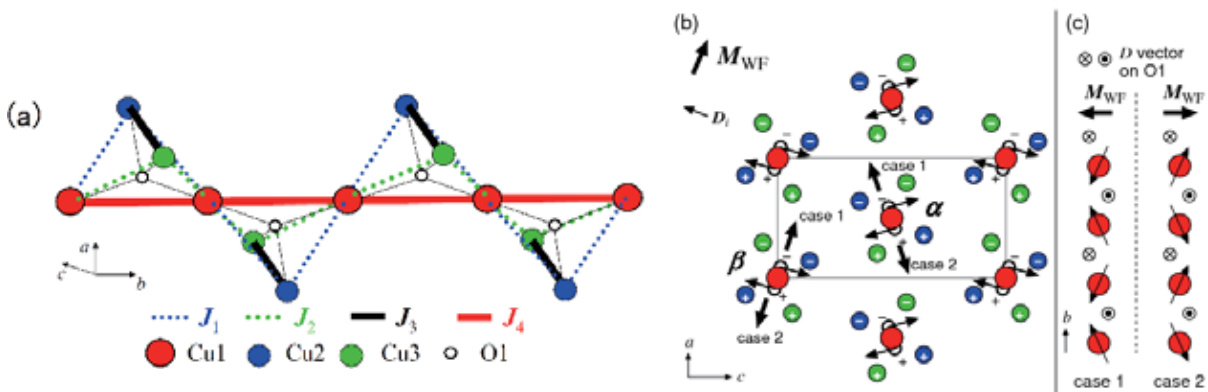 (a)
a
c
b
J1
J2
J3
J4
Cu1
Cu2
Cu3
O1
(b)
MWF
Di
case 1
case 1
α
β
case 2
case 2
a
c
(c)
D vector
on O1
MWF
MWF
b
case 1
case 2